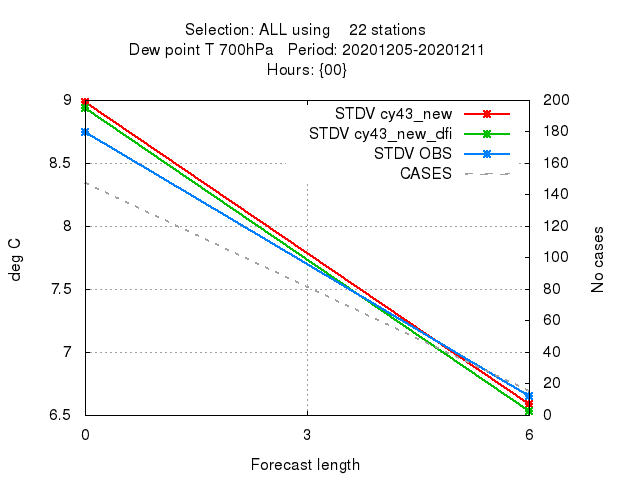 Selection: ALL using    22 stations
Dew point T 700hPa   Period: 20201205-20201211
Hours: {00}
STDV cy43_new
STDV cy43_new_dfi
STDV OBS
CASES
9
8.5
8
7.5
7
6.5
200
180
160
140
120
100
80
60
40
20
0
deg C
No cases
0 3 6
Forecast length